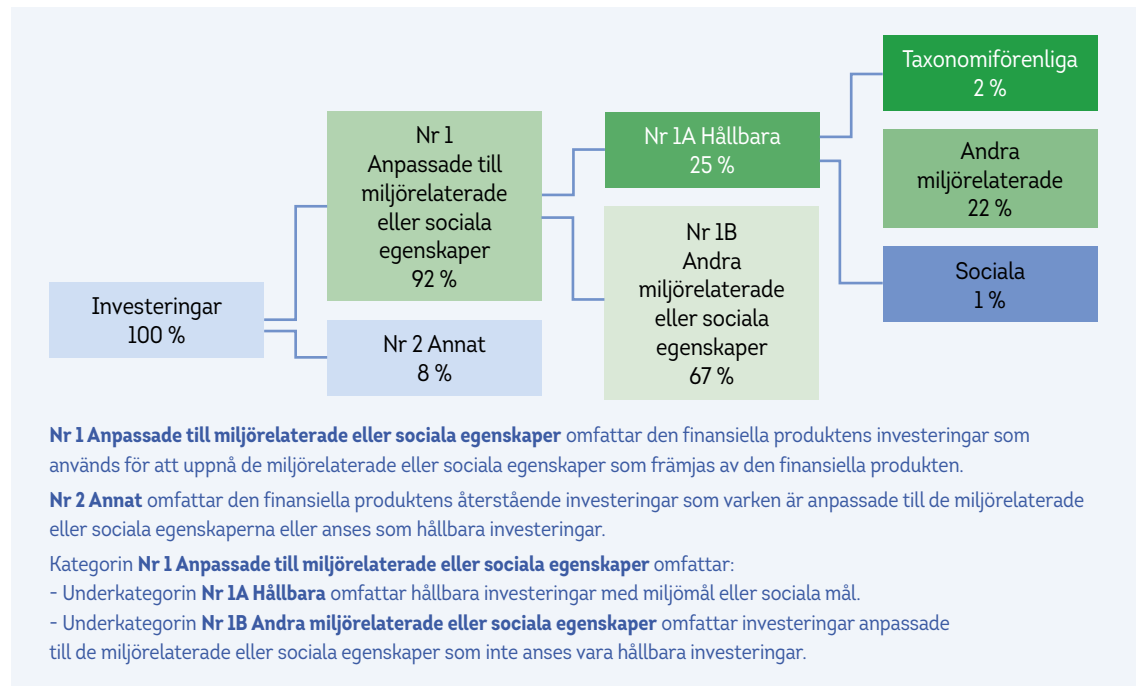 Investeringar
100 %
Nr 1
Anpassade till
miljörelaterade
eller sociala
egenskaper
92 %
Nr 2 Annat
8 %
Nr 1A Hållbara
25 %
Nr 1B
Andra
miljörelaterade
eller sociala
egenskaper
67 %
Taxonomiförenliga
2 %
Andra
miljörelaterade
22 %
Sociala
1 %
Nr 1 Anpassade till miljörelaterade eller sociala egenskaper omfattar den finansiella produktens investeringar som
används för att uppnå de miljörelaterade eller sociala egenskaper som främjas av den finansiella produkten.
Nr 2 Annat omfattar den finansiella produktens återstående investeringar som varken är anpassade till de miljörelaterade
eller sociala egenskaperna eller anses som hållbara investeringar.
Kategorin Nr 1 Anpassade till miljörelaterade eller sociala egenskaper omfattar:
- Underkategorin Nr 1A Hållbara omfattar hållbara investeringar med miljömål eller sociala mål.
- Underkategorin Nr 1B Andra miljörelaterade eller sociala egenskaper omfattar investeringar anpassade
till de miljörelaterade eller sociala egenskaper som inte anses vara hållbara investeringar.